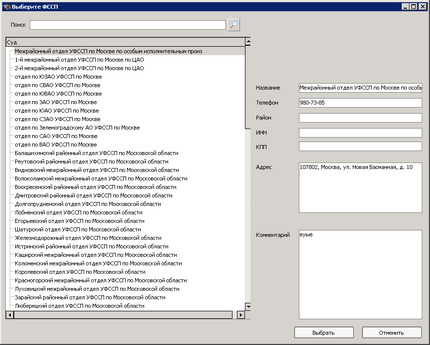 Выберите ФССП
Поиск
Суд
Межрайонный отдел УФССП по Москве по особым исполнительным произ
1-й межрайонный отдел УФССП по Москве по ЦАО
2-й межрайонный отдел УФССП по Москве по ЦАО
отдел по ЮЗАО УФССП по Москве
отдел по СВАО УФССП по Москве
отдел по ЮВАО УФССП по Москве
отдел по ЗАО УФССП по Москве
отдел по ЮАО УФССП по Москве
отдел по СЗАО УФССП по Москве
отдел по Зеленоградскому АО УФССП по Москве
отдел по САО УФССП по Москве
отдел по ВАО УФССП по Москве
Балашихинский районный отдел УФССП по Московской области
Реутовский районный отдел УФССП по Московской области
Видновский межрайонный отдел УФССП по Московской области
Волоколамский межрайонный отдел УФССП по Московской области
Воскресенский районный отдел УФССП по Московской области
Дмитровский районный отдел УФССП по Московской области
Долгопрудненский отдел УФССП по Московской области
Лобненский отдел УФССП по Московской области
Егорьевский отдел УФССП по Московской области
Шатурский отдел УФССП по Московской области
Железнодорожный отдел УФССП по Московской области
Истринский районный отдел УФССП по Московской области
Каширский межрайонный отдел УФССП по Московской области
Коломенский межрайонный отдел УФССП по Московской области
Королевский отдел УФССП по Московской области
Красногорский межрайонный отдел УФССП по Московской области
Луховицкий межрайонный отдел УФССП по Московской области
Зарайский районный отдел УФССП по Московской области
Люберецкий отдел УФССП по Московской области
Название
Межрайонный отдел УФССП по Москве по особы
Телефон
980-73-85
Район
ИНН
КПП
Адрес
107802, Москва, ул. Новая Басманная, д. 10
Комментарий
Выбрать
Отменить